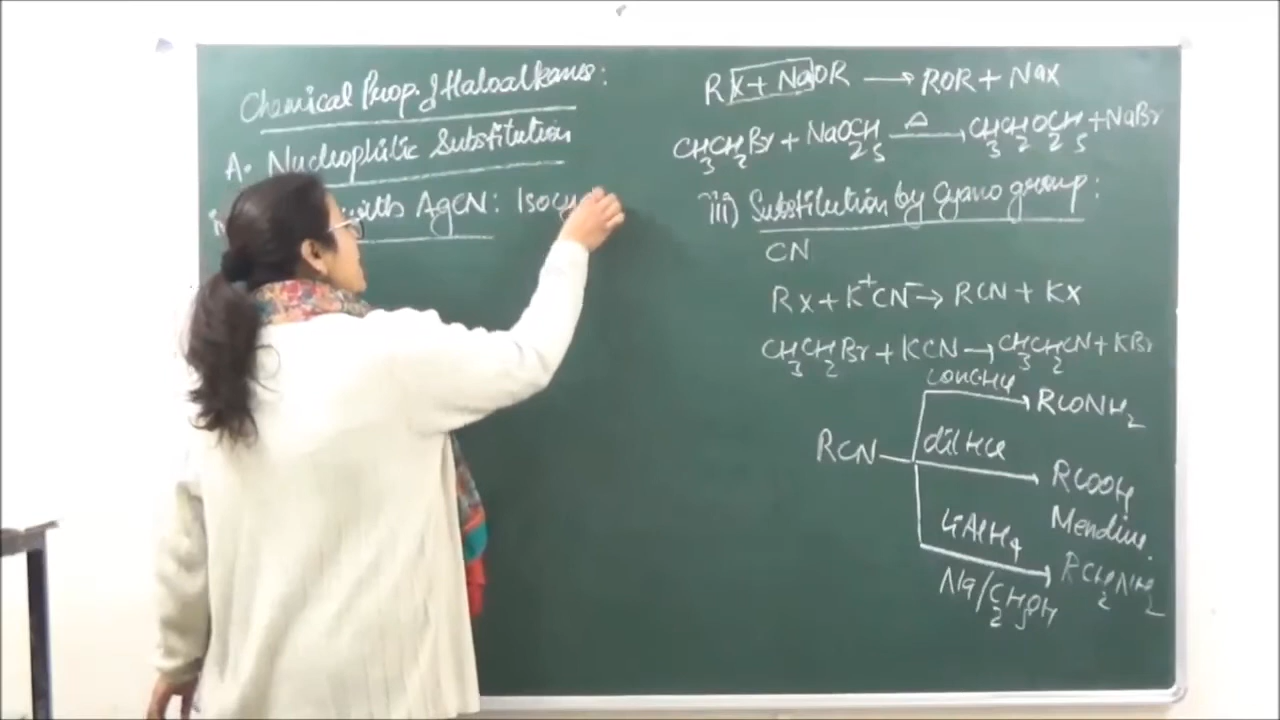 Chemical Prop. of Haloalkanes:
A. Nucleophilic Substitution
with AgCN: Isocy
RX + NaOR → ROR + NaX
CH₃CH₂Br + NaOC₂H₅ —Δ→ CH₃CH₂OC₂H₅ + NaBr
iii) Substitution by Cyano group:
CN
RX + K⁺CN⁻ → RCN + KX
CH₃CH₂Br + KCN → CH₃CH₂CN + KBr
conc. HCl
RCONH₂
RCN
dil HCl
RCOOH
LiAlH₄
Mendius.
RCH₂NH₂
Na/C₂H₅OH